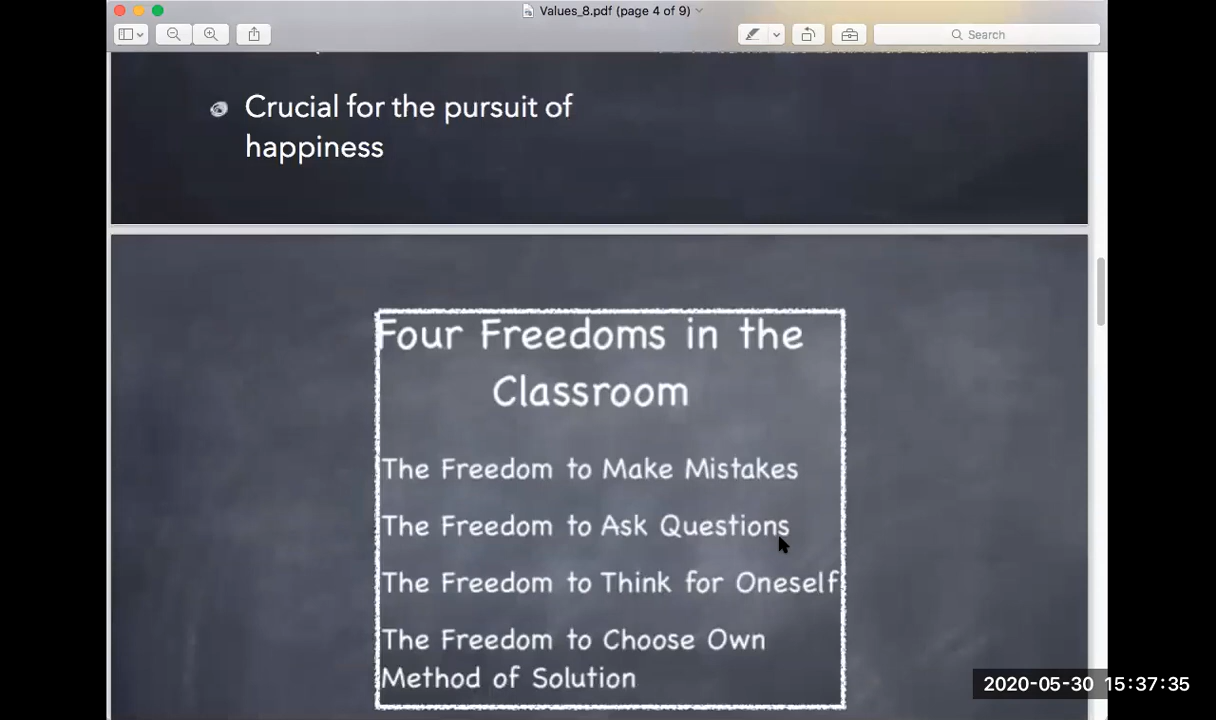 Values_8.pdf (page 4 of 9)
Search
Crucial for the pursuit of
happiness
Four Freedoms in the
Classroom
The Freedom to Make Mistakes
The Freedom to Ask Questions
The Freedom to Think for Oneself
The Freedom to Choose Own
Method of Solution
2020-05-30 15:37:35